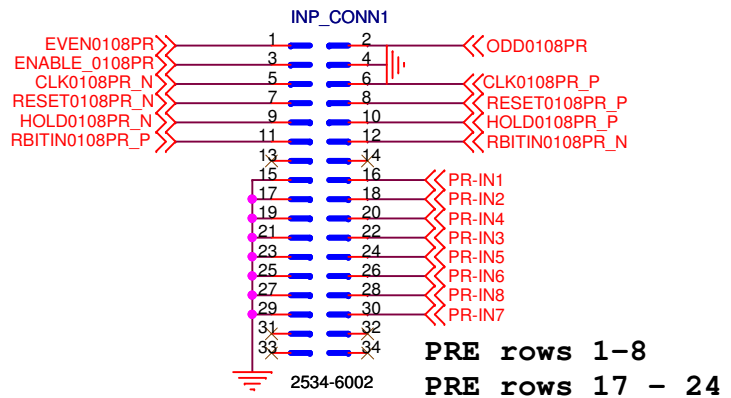 INP_CONN1
EVEN0108PR 1 2 ODD0108PR
ENABLE_0108PR 3 4
CLK0108PR_N 5 6 CLK0108PR_P
RESET0108PR_N 7 8 RESET0108PR_P
HOLD0108PR_N 9 10 HOLD0108PR_P
RBITIN0108PR_P 11 12 RBITIN0108PR_N
13 14
15 16 PR-IN1
17 18 PR-IN2
19 20 PR-IN4
21 22 PR-IN3
23 24 PR-IN5
25 26 PR-IN6
27 28 PR-IN8
29 30 PR-IN7
31 32
33 34
2534-6002
PRE rows 1-8
PRE rows 17 - 24